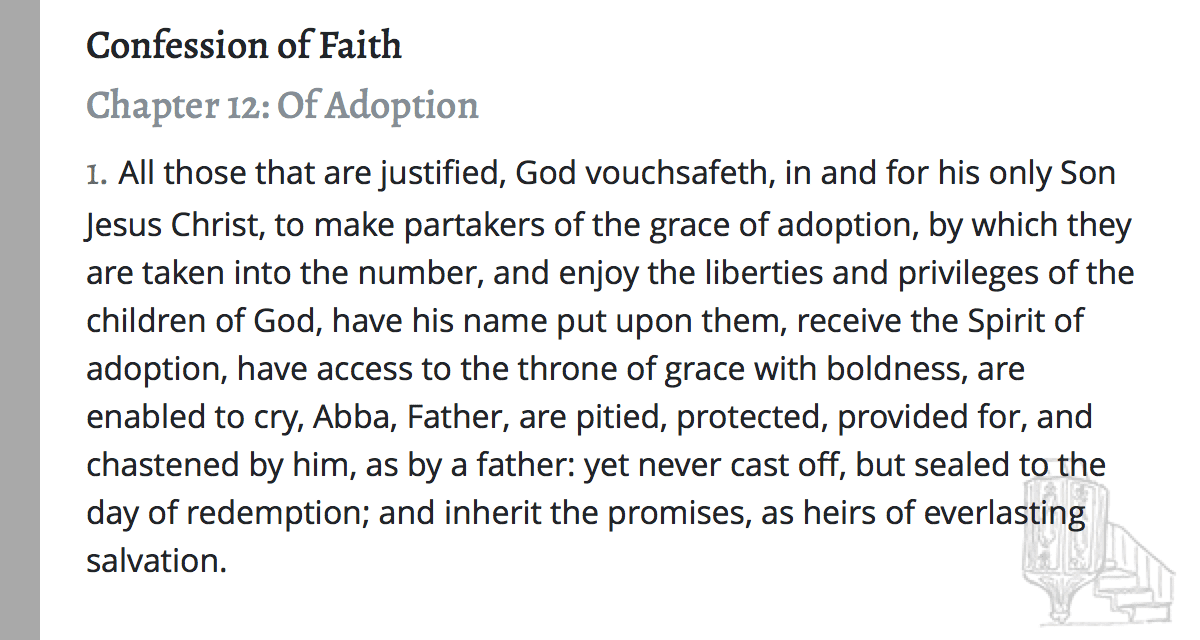 Confession of Faith
Chapter 12: Of Adoption
1. All those that are justified, God vouchsafeth, in and for his only Son
Jesus Christ, to make partakers of the grace of adoption, by which they
are taken into the number, and enjoy the liberties and privileges of the
children of God, have his name put upon them, receive the Spirit of
adoption, have access to the throne of grace with boldness, are
enabled to cry, Abba, Father, are pitied, protected, provided for, and
chastened by him, as by a father: yet never cast off, but sealed to the
day of redemption; and inherit the promises, as heirs of everlasting
salvation.